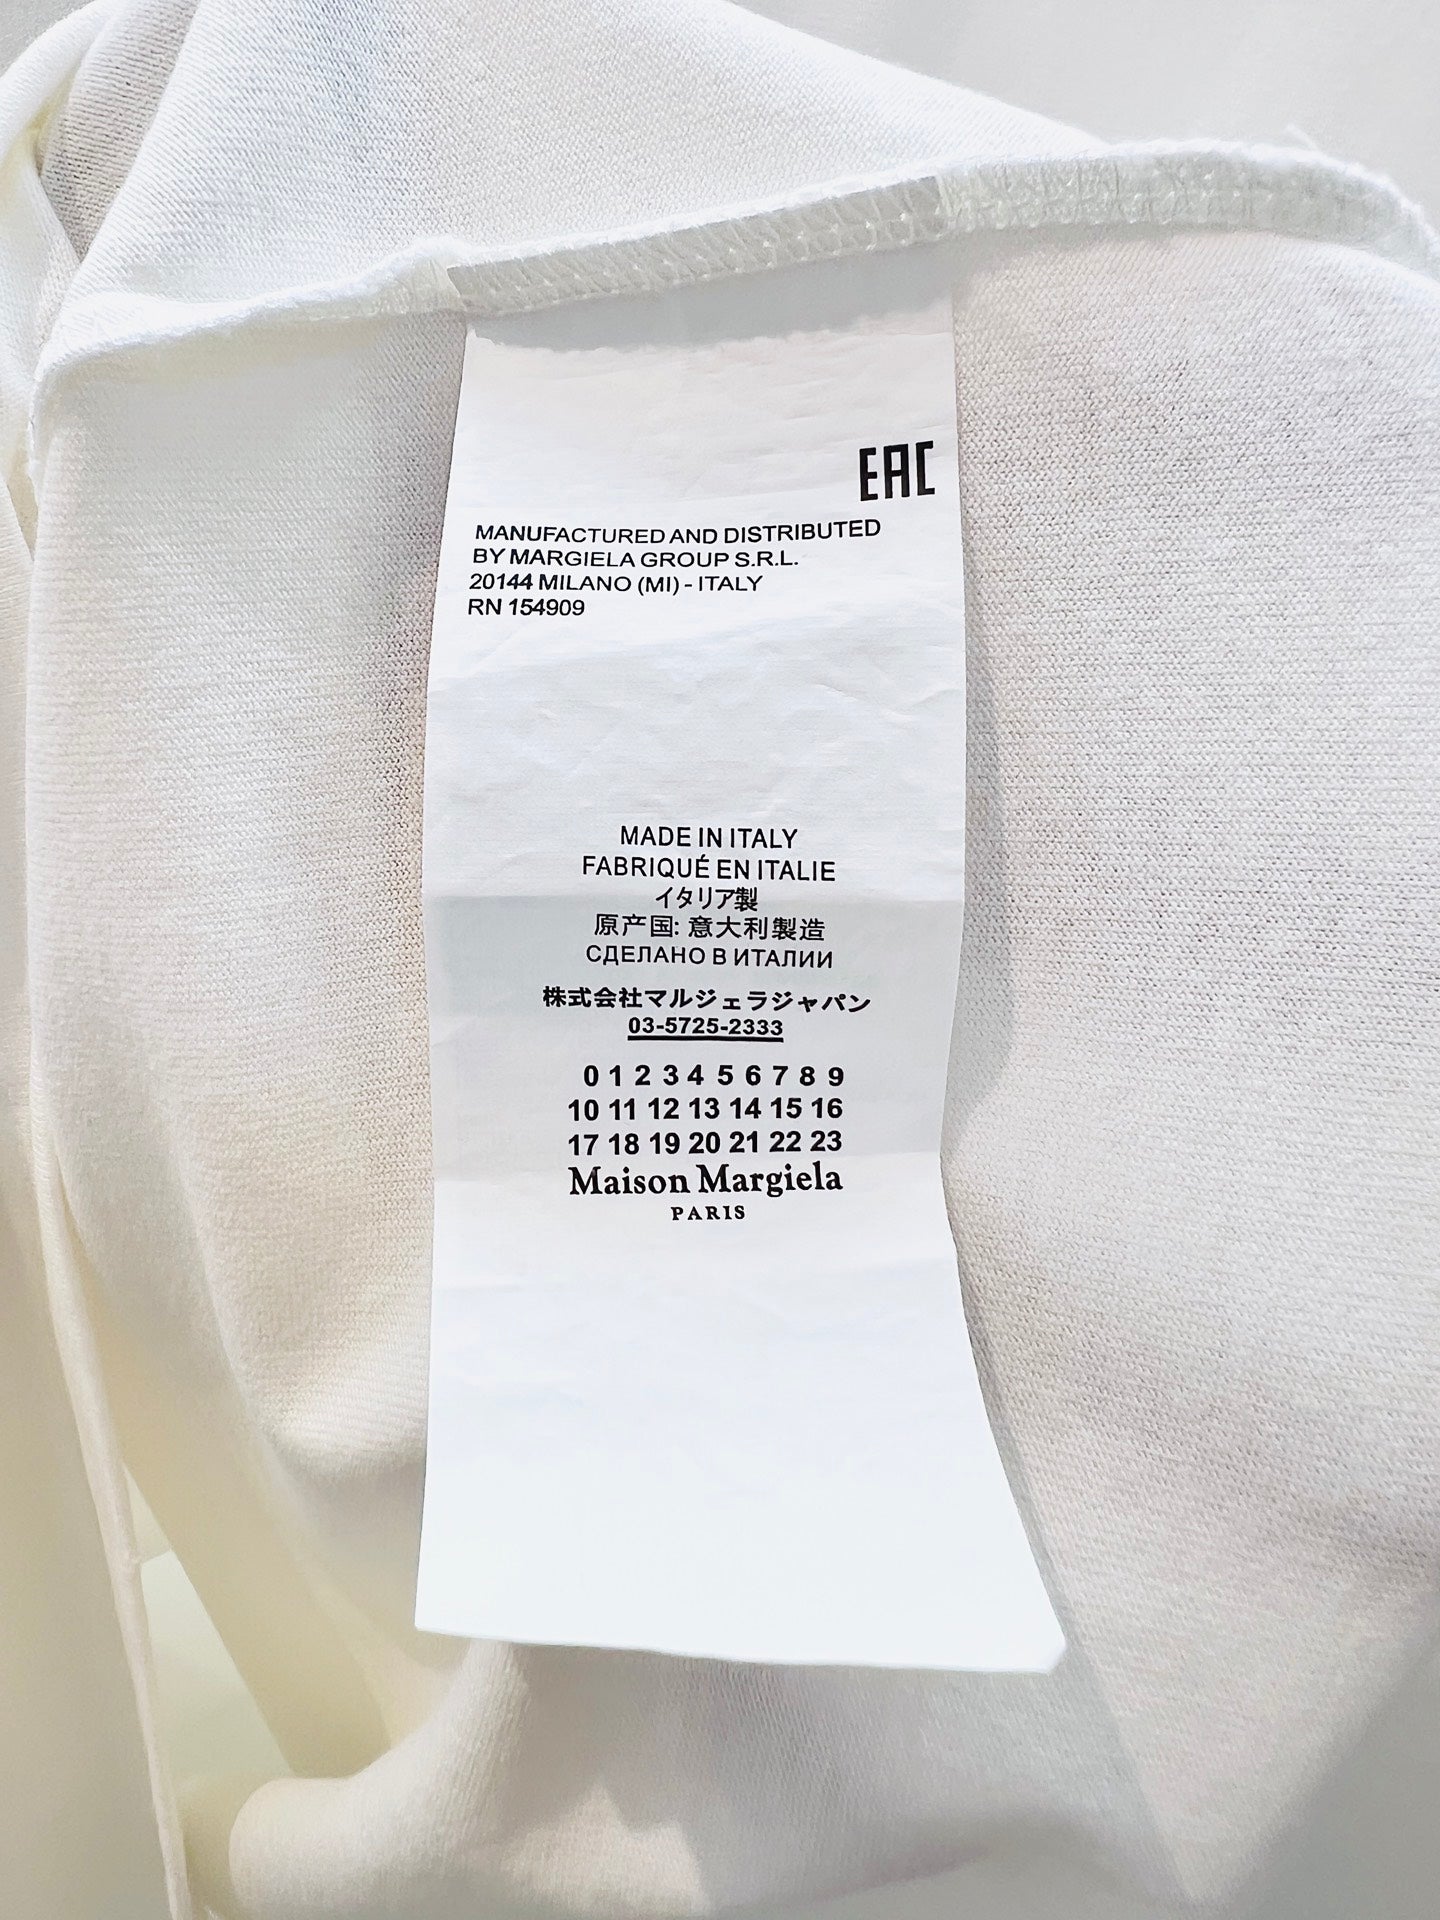 EAC
MANUFACTURED AND DISTRIBUTED
BY MARGIELA GROUP S.R.L.
20144 MILANO (MI) - ITALY
RN 154909
MADE IN ITALY
FABRIQUÉ EN ITALIE
イタリア製
原产国: 意大利製造
СДЕЛАНО В ИТАЛИИ
株式会社マルジェラジャパン
03-5725-2333
0 1 2 3 4 5 6 7 8 9
10 11 12 13 14 15 16
17 18 19 20 21 22 23
Maison Margiela
PARIS